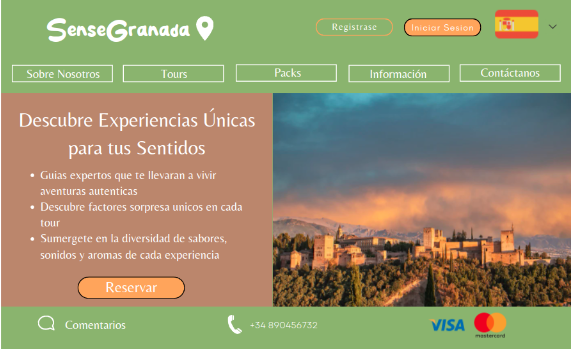 SenseGranada
Registrase
Iniciar Sesion
Sobre Nosotros
Tours
Packs
Información
Contáctanos
Descubre Experiencias Únicas
para tus Sentidos
Guias expertos que te llevaran a vivir
aventuras autenticas
Descubre factores sorpresa unicos en cada
tour
Sumergete en la diversidad de sabores,
sonidos y aromas de cada experiencia
Reservar
Comentarios
+34 890456732
VISA
mastercard